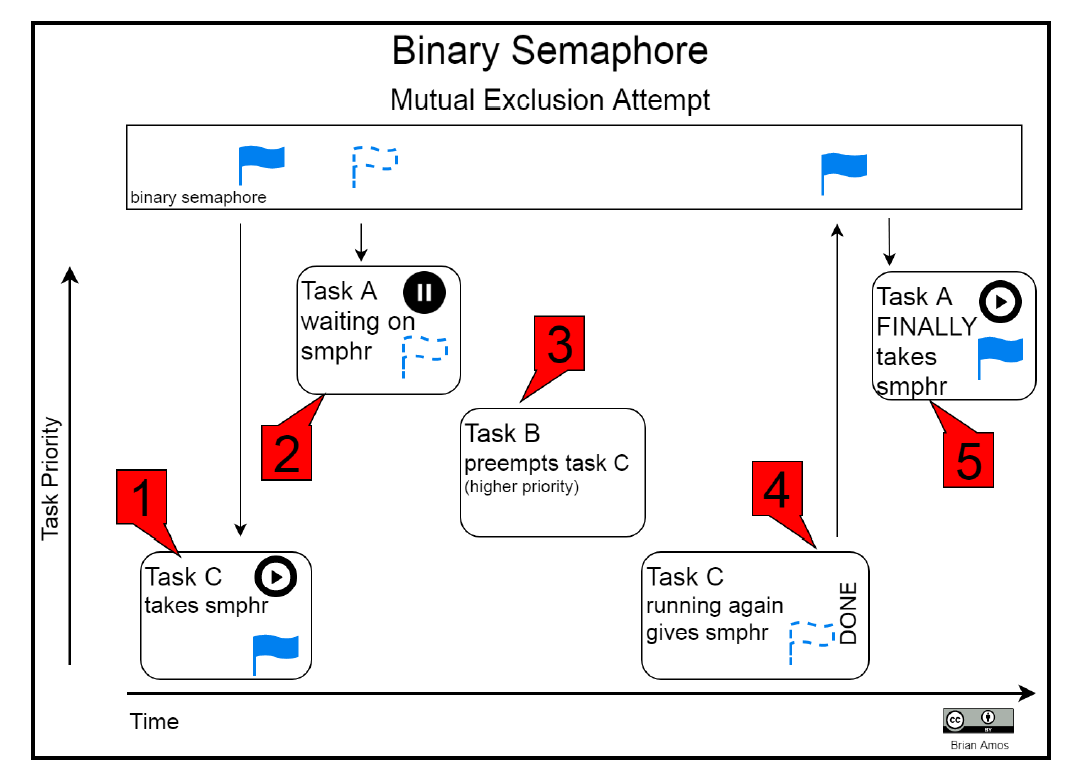 Binary Semaphore
Mutual Exclusion Attempt
binary semaphore
Task A
waiting on
smphr
3
Task A
FINALLY
takes
smphr
2
Task B
preempts task C
(higher priority)
5
4
1
Task Priority
Task C
takes smphr
Task C
running again
gives smphr
DONE
Time
cc
BY
Brian Amos